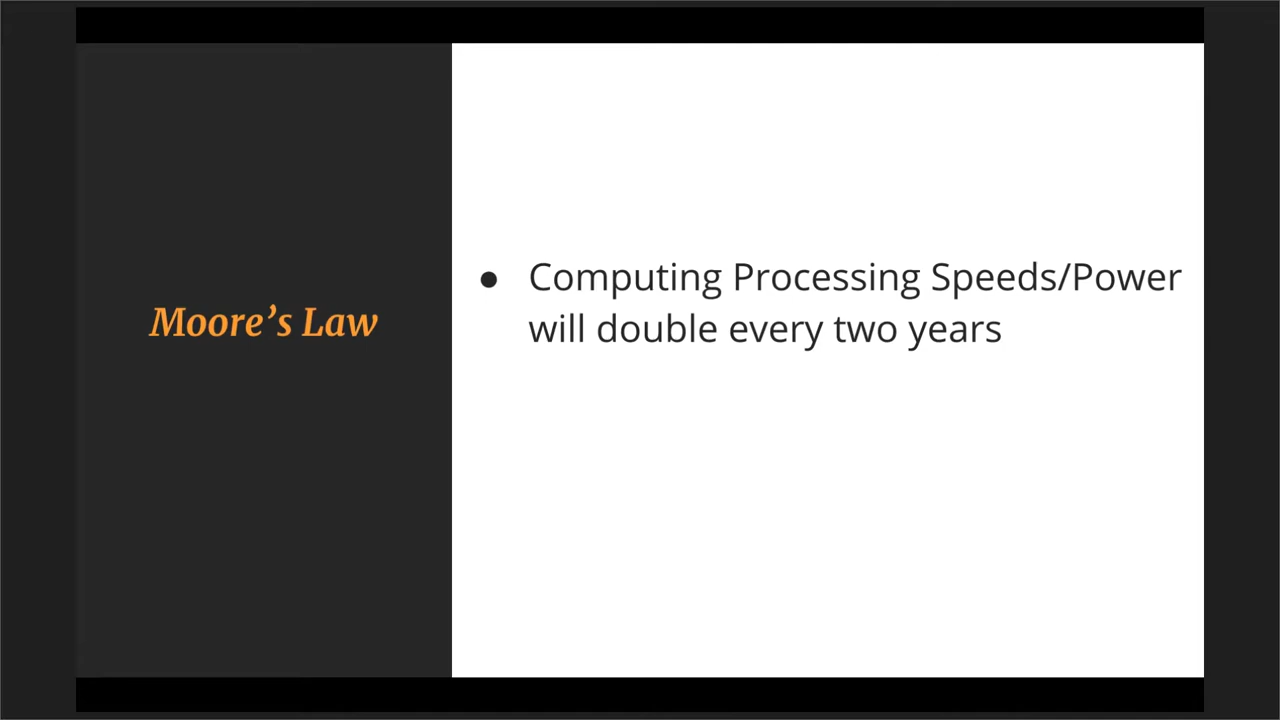 Moore’s Law
● Computing Processing Speeds/Power
will double every two years